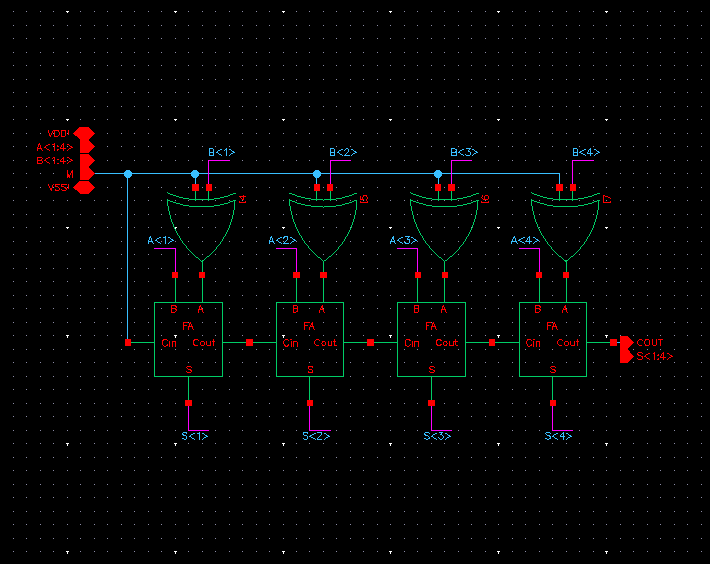 VDD!
A<1:4>
B<1:4>
M
VSS!
B<1>
B<2>
B<3>
B<4>
I4
I5
I6
I7
A<1>
A<2>
A<3>
A<4>
B A
B A
B A
B A
FA
FA
FA
FA
Cin Cout
Cin Cout
Cin Cout
Cin Cout
COUT
S<1:4>
S
S
S
S
S<1>
S<2>
S<3>
S<4>